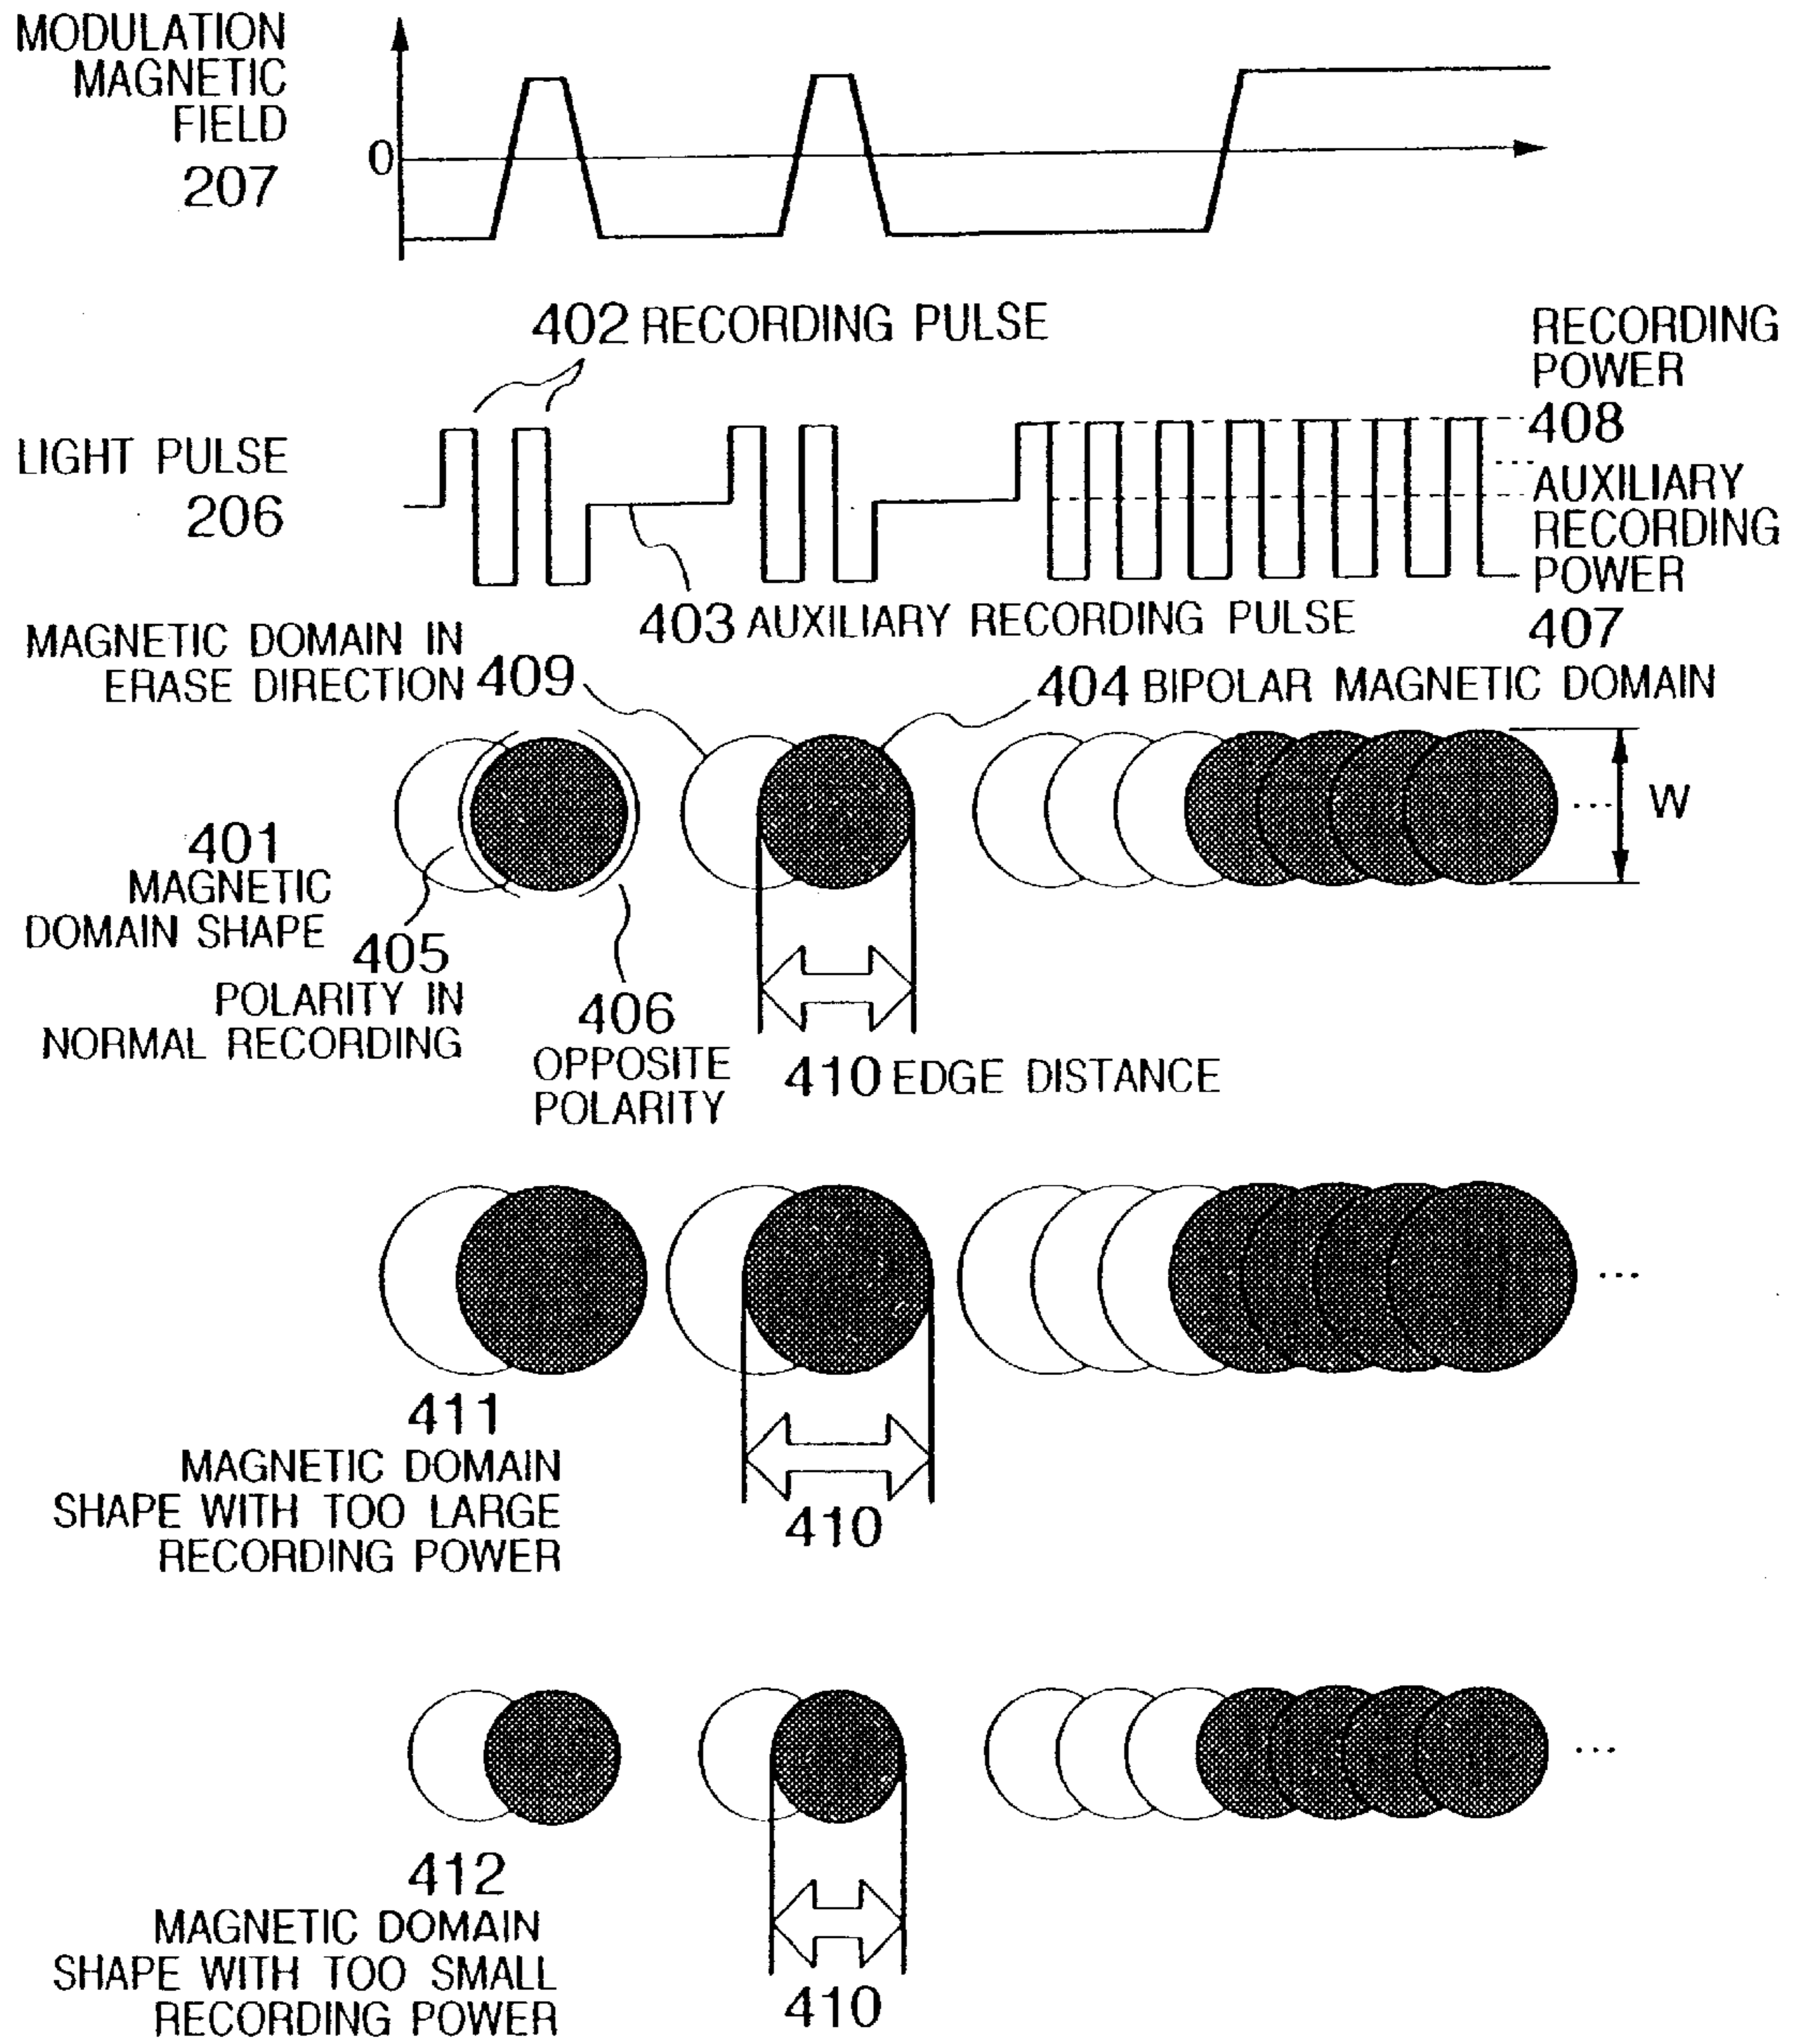 MODULATION
MAGNETIC
FIELD
207
0
402 RECORDING PULSE
RECORDING
POWER
408
LIGHT PULSE
206
AUXILIARY
RECORDING
POWER
407
403 AUXILIARY RECORDING PULSE
MAGNETIC DOMAIN IN
ERASE DIRECTION 409
404 BIPOLAR MAGNETIC DOMAIN
W
401
MAGNETIC
DOMAIN SHAPE
405
POLARITY IN
NORMAL RECORDING
406
OPPOSITE
POLARITY
410 EDGE DISTANCE
411
MAGNETIC DOMAIN
SHAPE WITH TOO LARGE
RECORDING POWER
410
412
MAGNETIC DOMAIN
SHAPE WITH TOO SMALL
RECORDING POWER
410